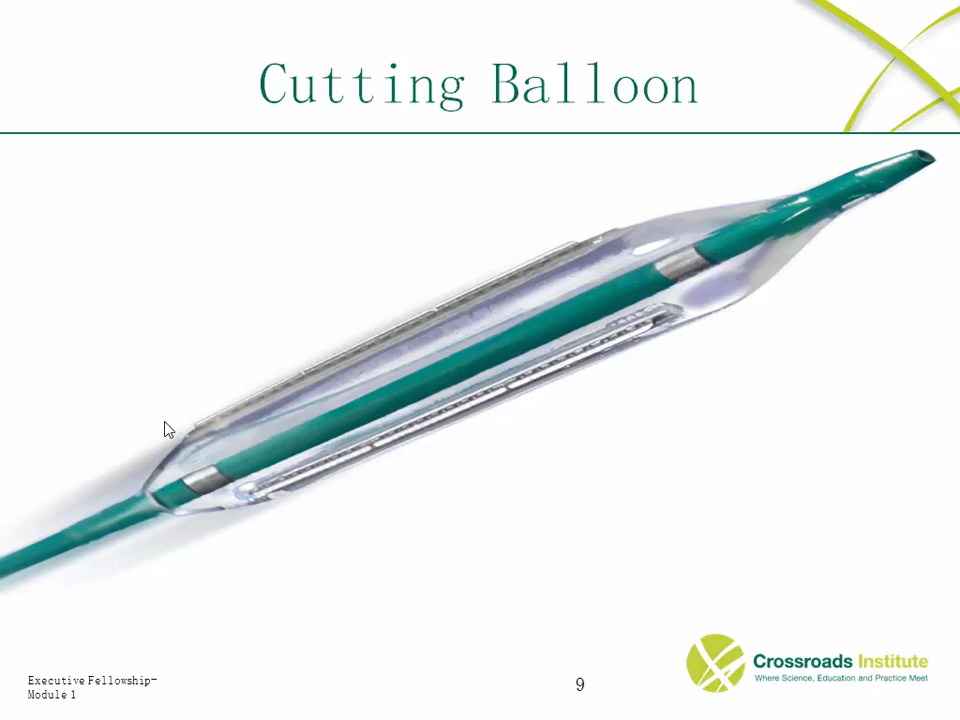 Cutting Balloon
Executive Fellowship-
Module 1
9
Crossroads Institute
Where Science, Education and Practice Meet